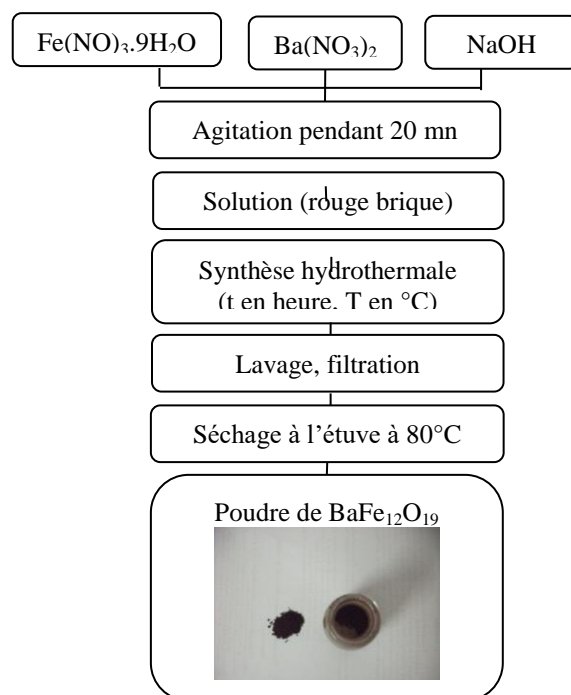 Fe(NO)₃.9H₂O
Ba(NO₃)₂
NaOH
Agitation pendant 20 mn
Solution (rouge brique)
Synthèse hydrothermale
(t en heure, T en °C)
Lavage, filtration
Séchage à l’étuve à 80°C
Poudre de BaFe₁₂O₁₉